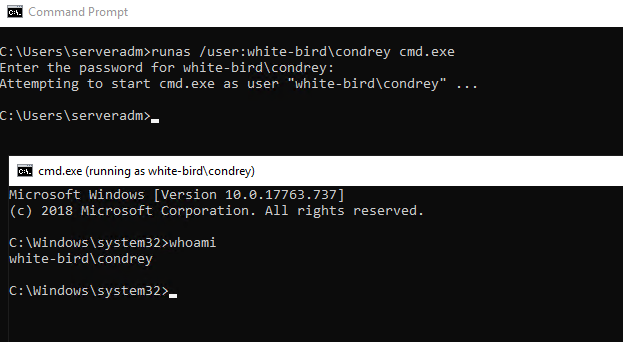 Command Prompt
C:\Users\serveradm>runas /user:white-bird\condrey cmd.exe
Enter the password for white-bird\condrey:
Attempting to start cmd.exe as user "white-bird\condrey" ...
C:\Users\serveradm>
cmd.exe (running as white-bird\condrey)
Microsoft Windows [Version 10.0.17763.737]
(c) 2018 Microsoft Corporation. All rights reserved.
C:\Windows\system32>whoami
white-bird\condrey
C:\Windows\system32>